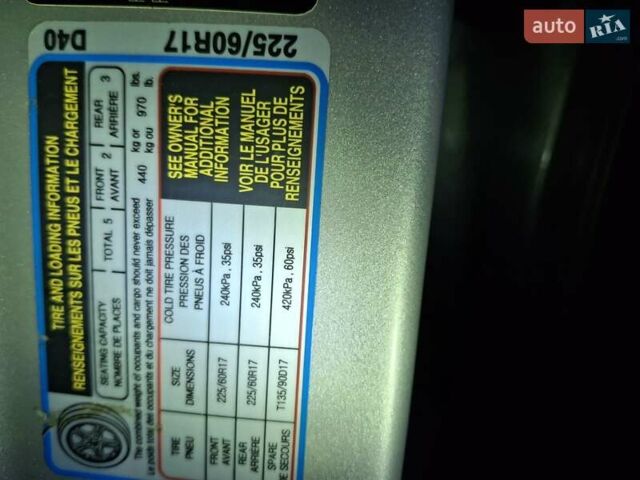 auto RIA .com
TIRE AND LOADING INFORMATION
RENSEIGNEMENTS SUR LES PNEUS ET LE CHARGEMENT
SEATING CAPACITY
NOMBRE DE PLACES
TOTAL 5
FRONT
AVANT
2
REAR
ARRIÈRE
3
The combined weight of occupants and cargo should never exceed
Le poids total des occupants et du chargement ne doit jamais dépasser
440 kg or 970 lbs.
kg ou lb.
TIRE
PNEU
SIZE
DIMENSIONS
COLD TIRE PRESSURE
PRESSION DES
PNEUS À FROID
FRONT
AVANT
225/60R17
240kPa, 35psi
REAR
ARRIERE
225/60R17
240kPa, 35psi
SPARE
DE SECOURS
T135/90D17
420kPa, 60psi
SEE OWNER'S
MANUAL FOR
ADDITIONAL
INFORMATION
VOIR LE MANUEL
DE L'USAGER
POUR PLUS DE
RENSEIGNEMENTS
225/60R17
D40